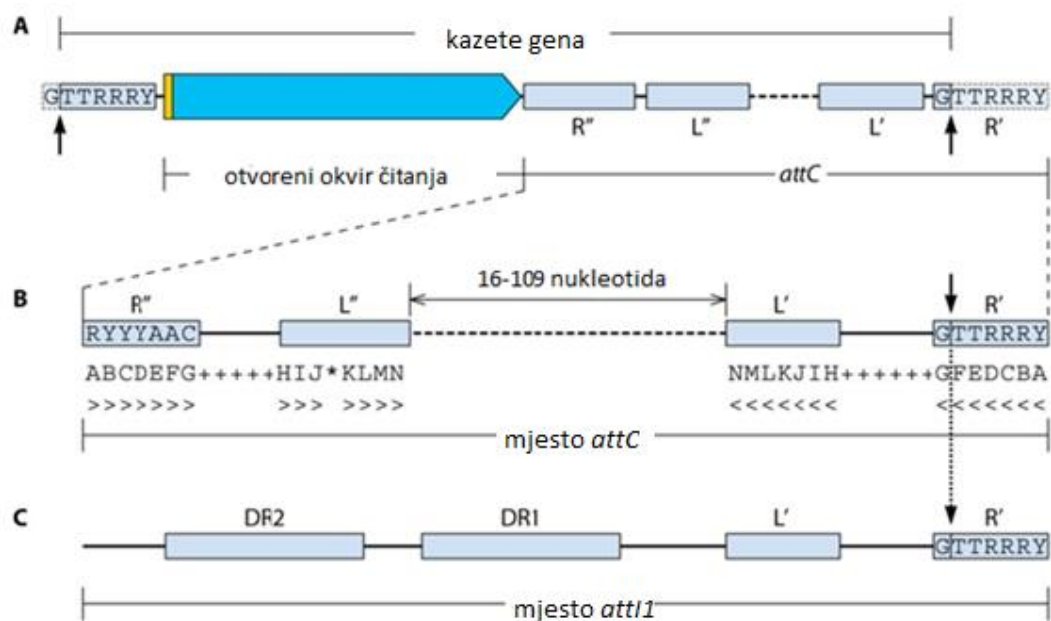 A
kazete gena
GTTRRRY GTTRRRY
R" L" L' R'
otvoreni okvir čitanja attC
16-109 nukleotida
B
R" L" L' R'
RYYYAAC GTTRRRY
ABCDEFG+++++HIJ*KLMN NMLKJIH++++++GFEDCBA
>>>>>>> >>> >>>> <<<<<<< <<<<<<<
mjesto attC
C
DR2 DR1 L' R'
GTTRRRY
mjesto attI1